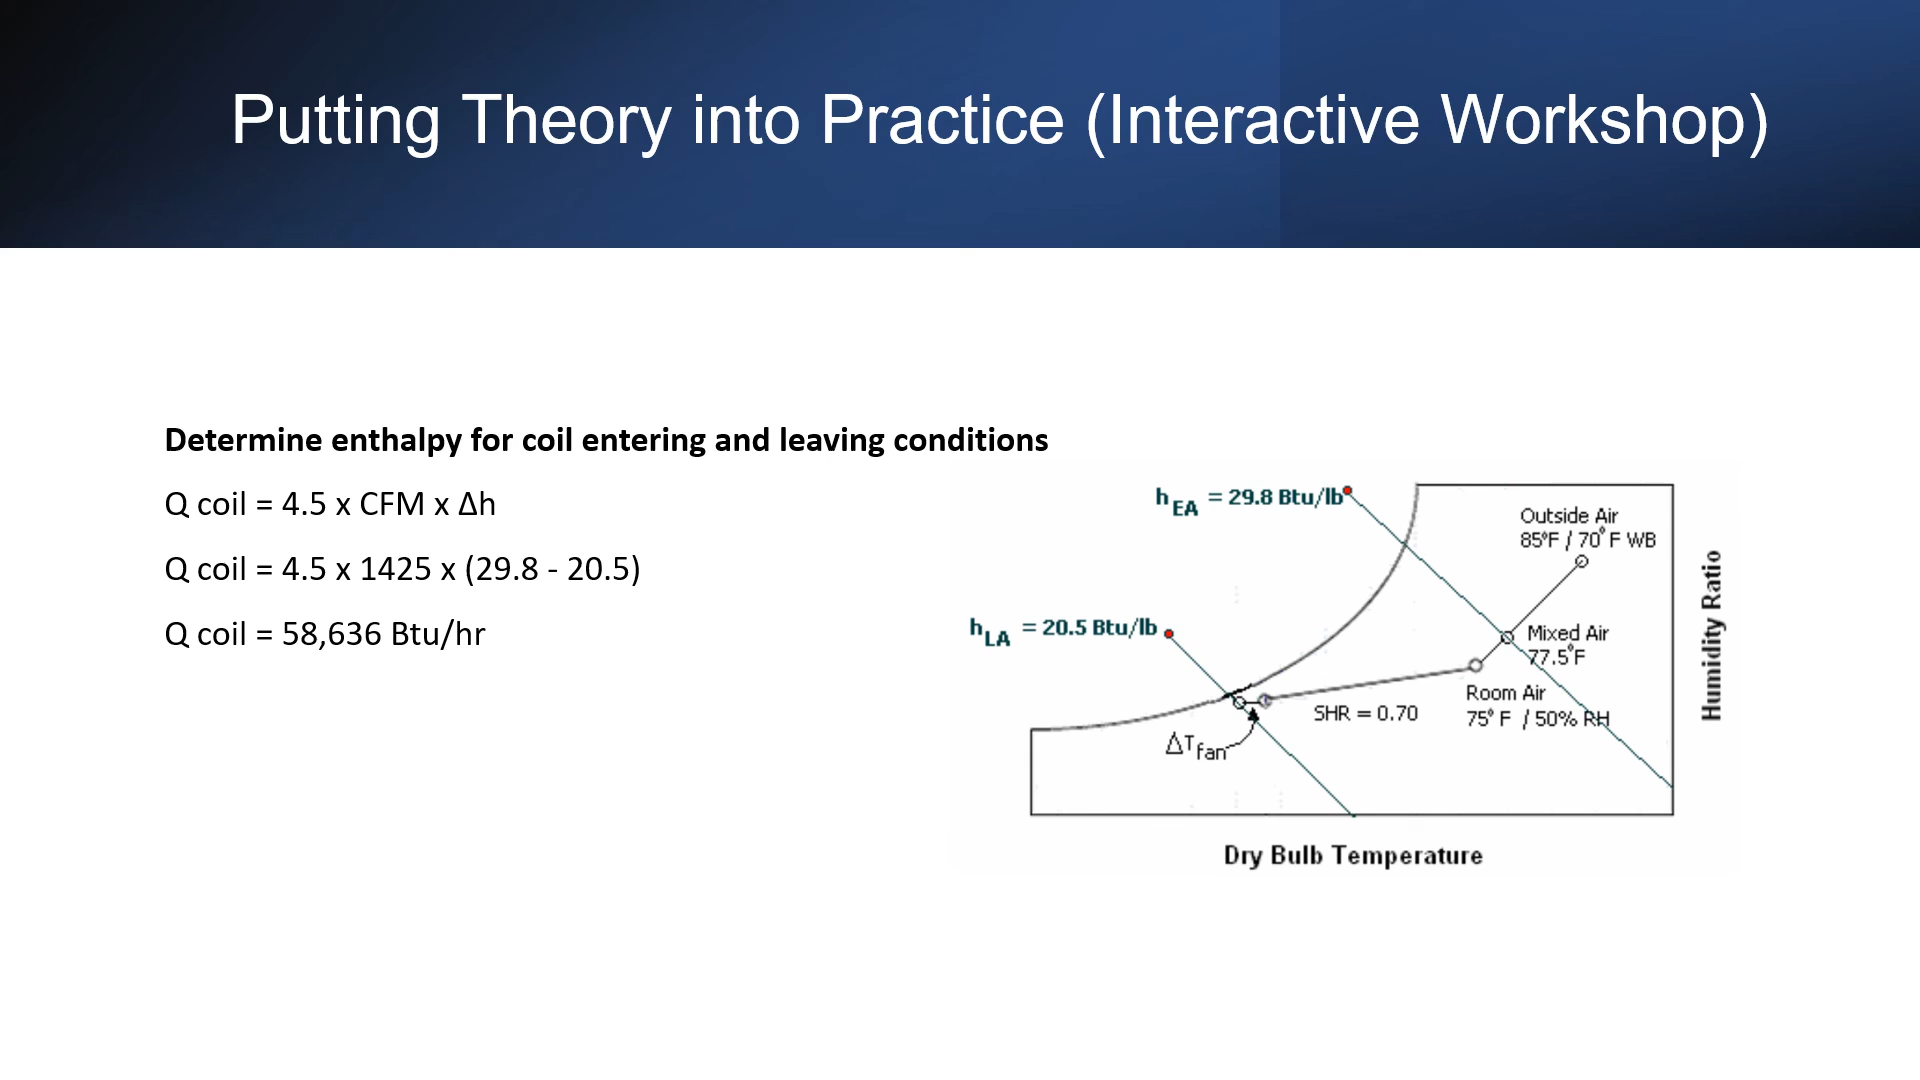 Putting Theory into Practice (Interactive Workshop)
Determine enthalpy for coil entering and leaving conditions
Q coil = 4.5 x CFM x Δh
Q coil = 4.5 x 1425 x (29.8 - 20.5)
Q coil = 58,636 Btu/hr
h EA = 29.8 Btu/lb
Outside Air
85°F / 70° F WB
h LA = 20.5 Btu/lb
Mixed Air
77.5°F
Room Air
75° F / 50% RH
SHR = 0.70
ΔT fan
Humidity Ratio
Dry Bulb Temperature